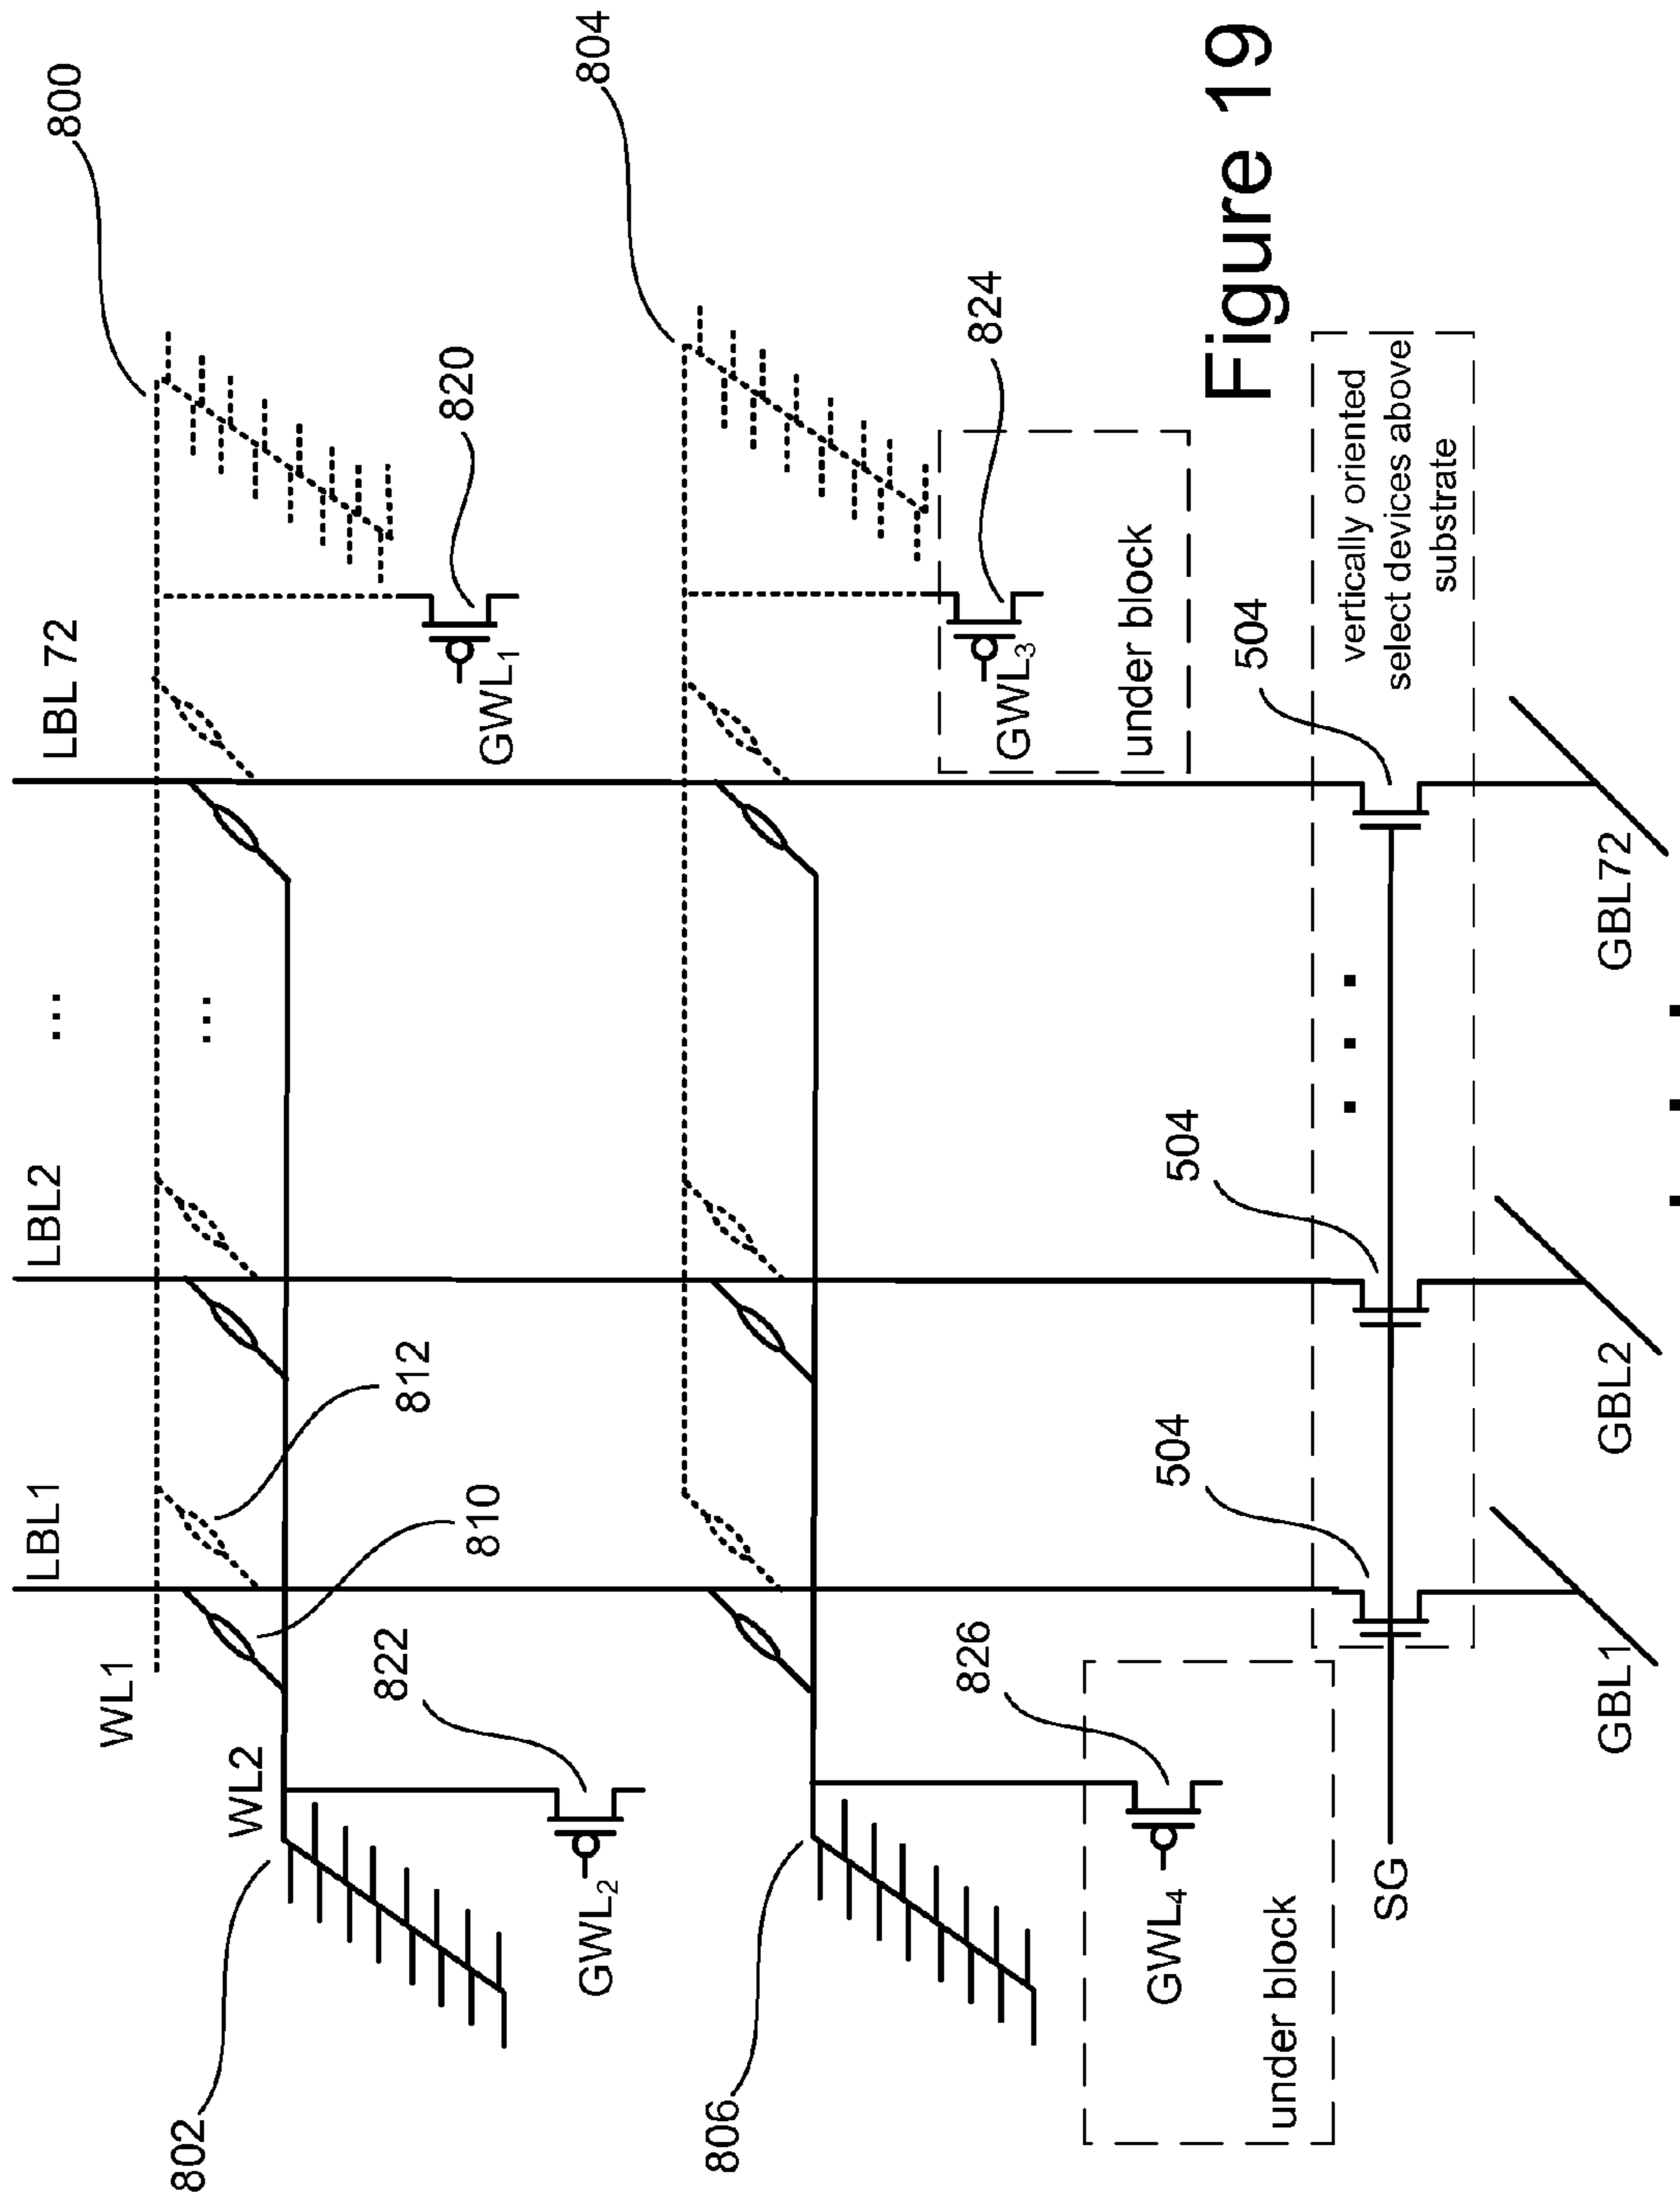 LBL1
LBL2
...
LBL 72
800
WL1
...
812
WL2
810
820
802
822
GWL1
GWL2
804
824
806
826
GWL3
GWL4
under block
under block
504
504
504
vertically oriented
select devices above
substrate
. . .
SG
GBL1
GBL2
GBL72
. . .
Figure 19